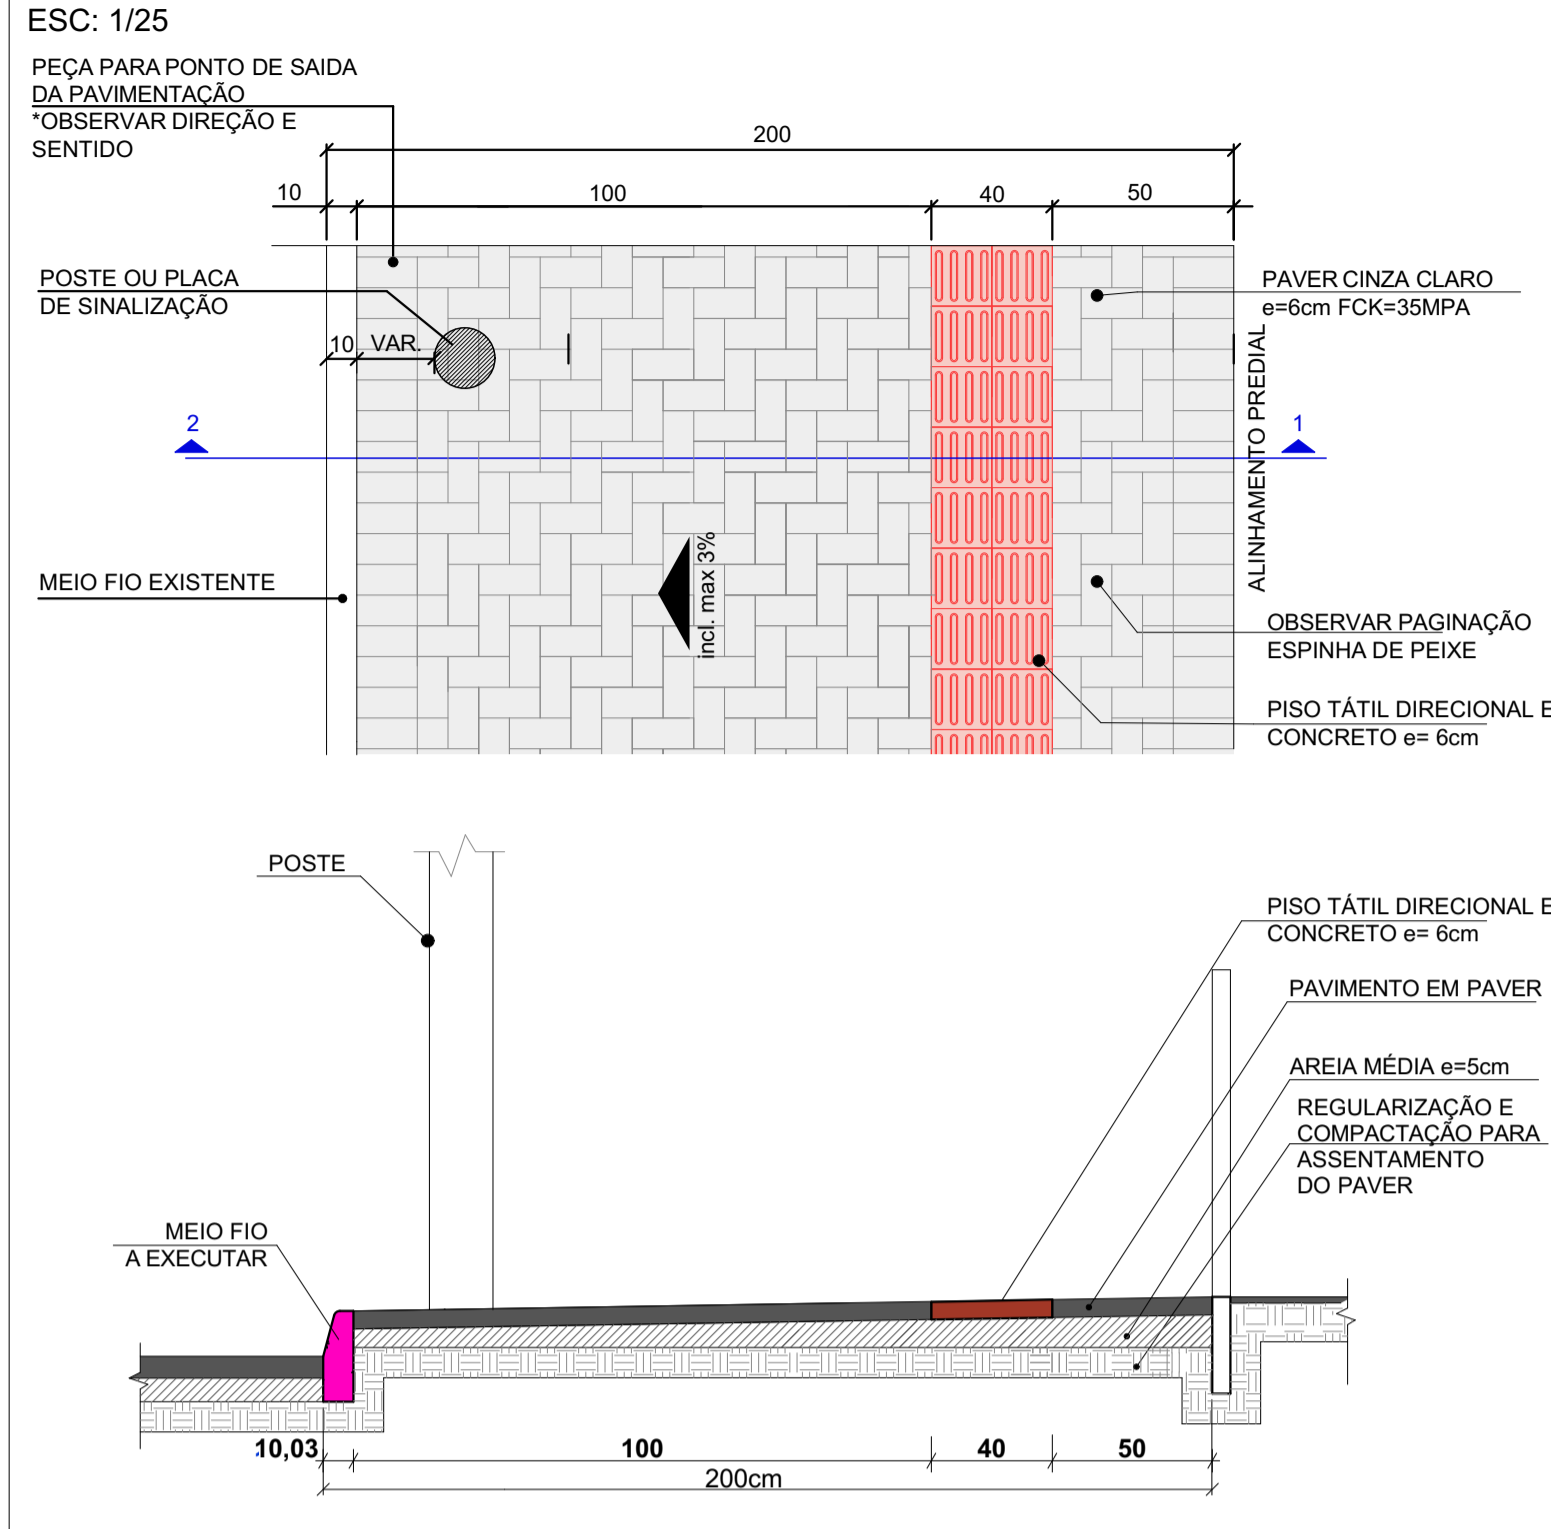 ESC: 1/25
PEÇA PARA PONTO DE SAIDA
DA PAVIMENTAÇÃO
*OBSERVAR DIREÇÃO E
SENTIDO
200
10
100
40
50
POSTE OU PLACA
DE SINALIZAÇÃO
10
VAR.
PAVER CINZA CLARO
e=6cm FCK=35MPA
ALINHAMENTO PREDIAL
2
1
MEIO FIO EXISTENTE
incl. max 3%
OBSERVAR PAGINAÇÃO
ESPINHA DE PEIXE
PISO TÁTIL DIRECIONAL E
CONCRETO e= 6cm
POSTE
PISO TÁTIL DIRECIONAL E
CONCRETO e= 6cm
PAVIMENTO EM PAVER
AREIA MÉDIA e=5cm
REGULARIZAÇÃO E
COMPACTAÇÃO PARA
ASSENTAMENTO
DO PAVER
MEIO FIO
A EXECUTAR
10,03
100
40
50
200cm